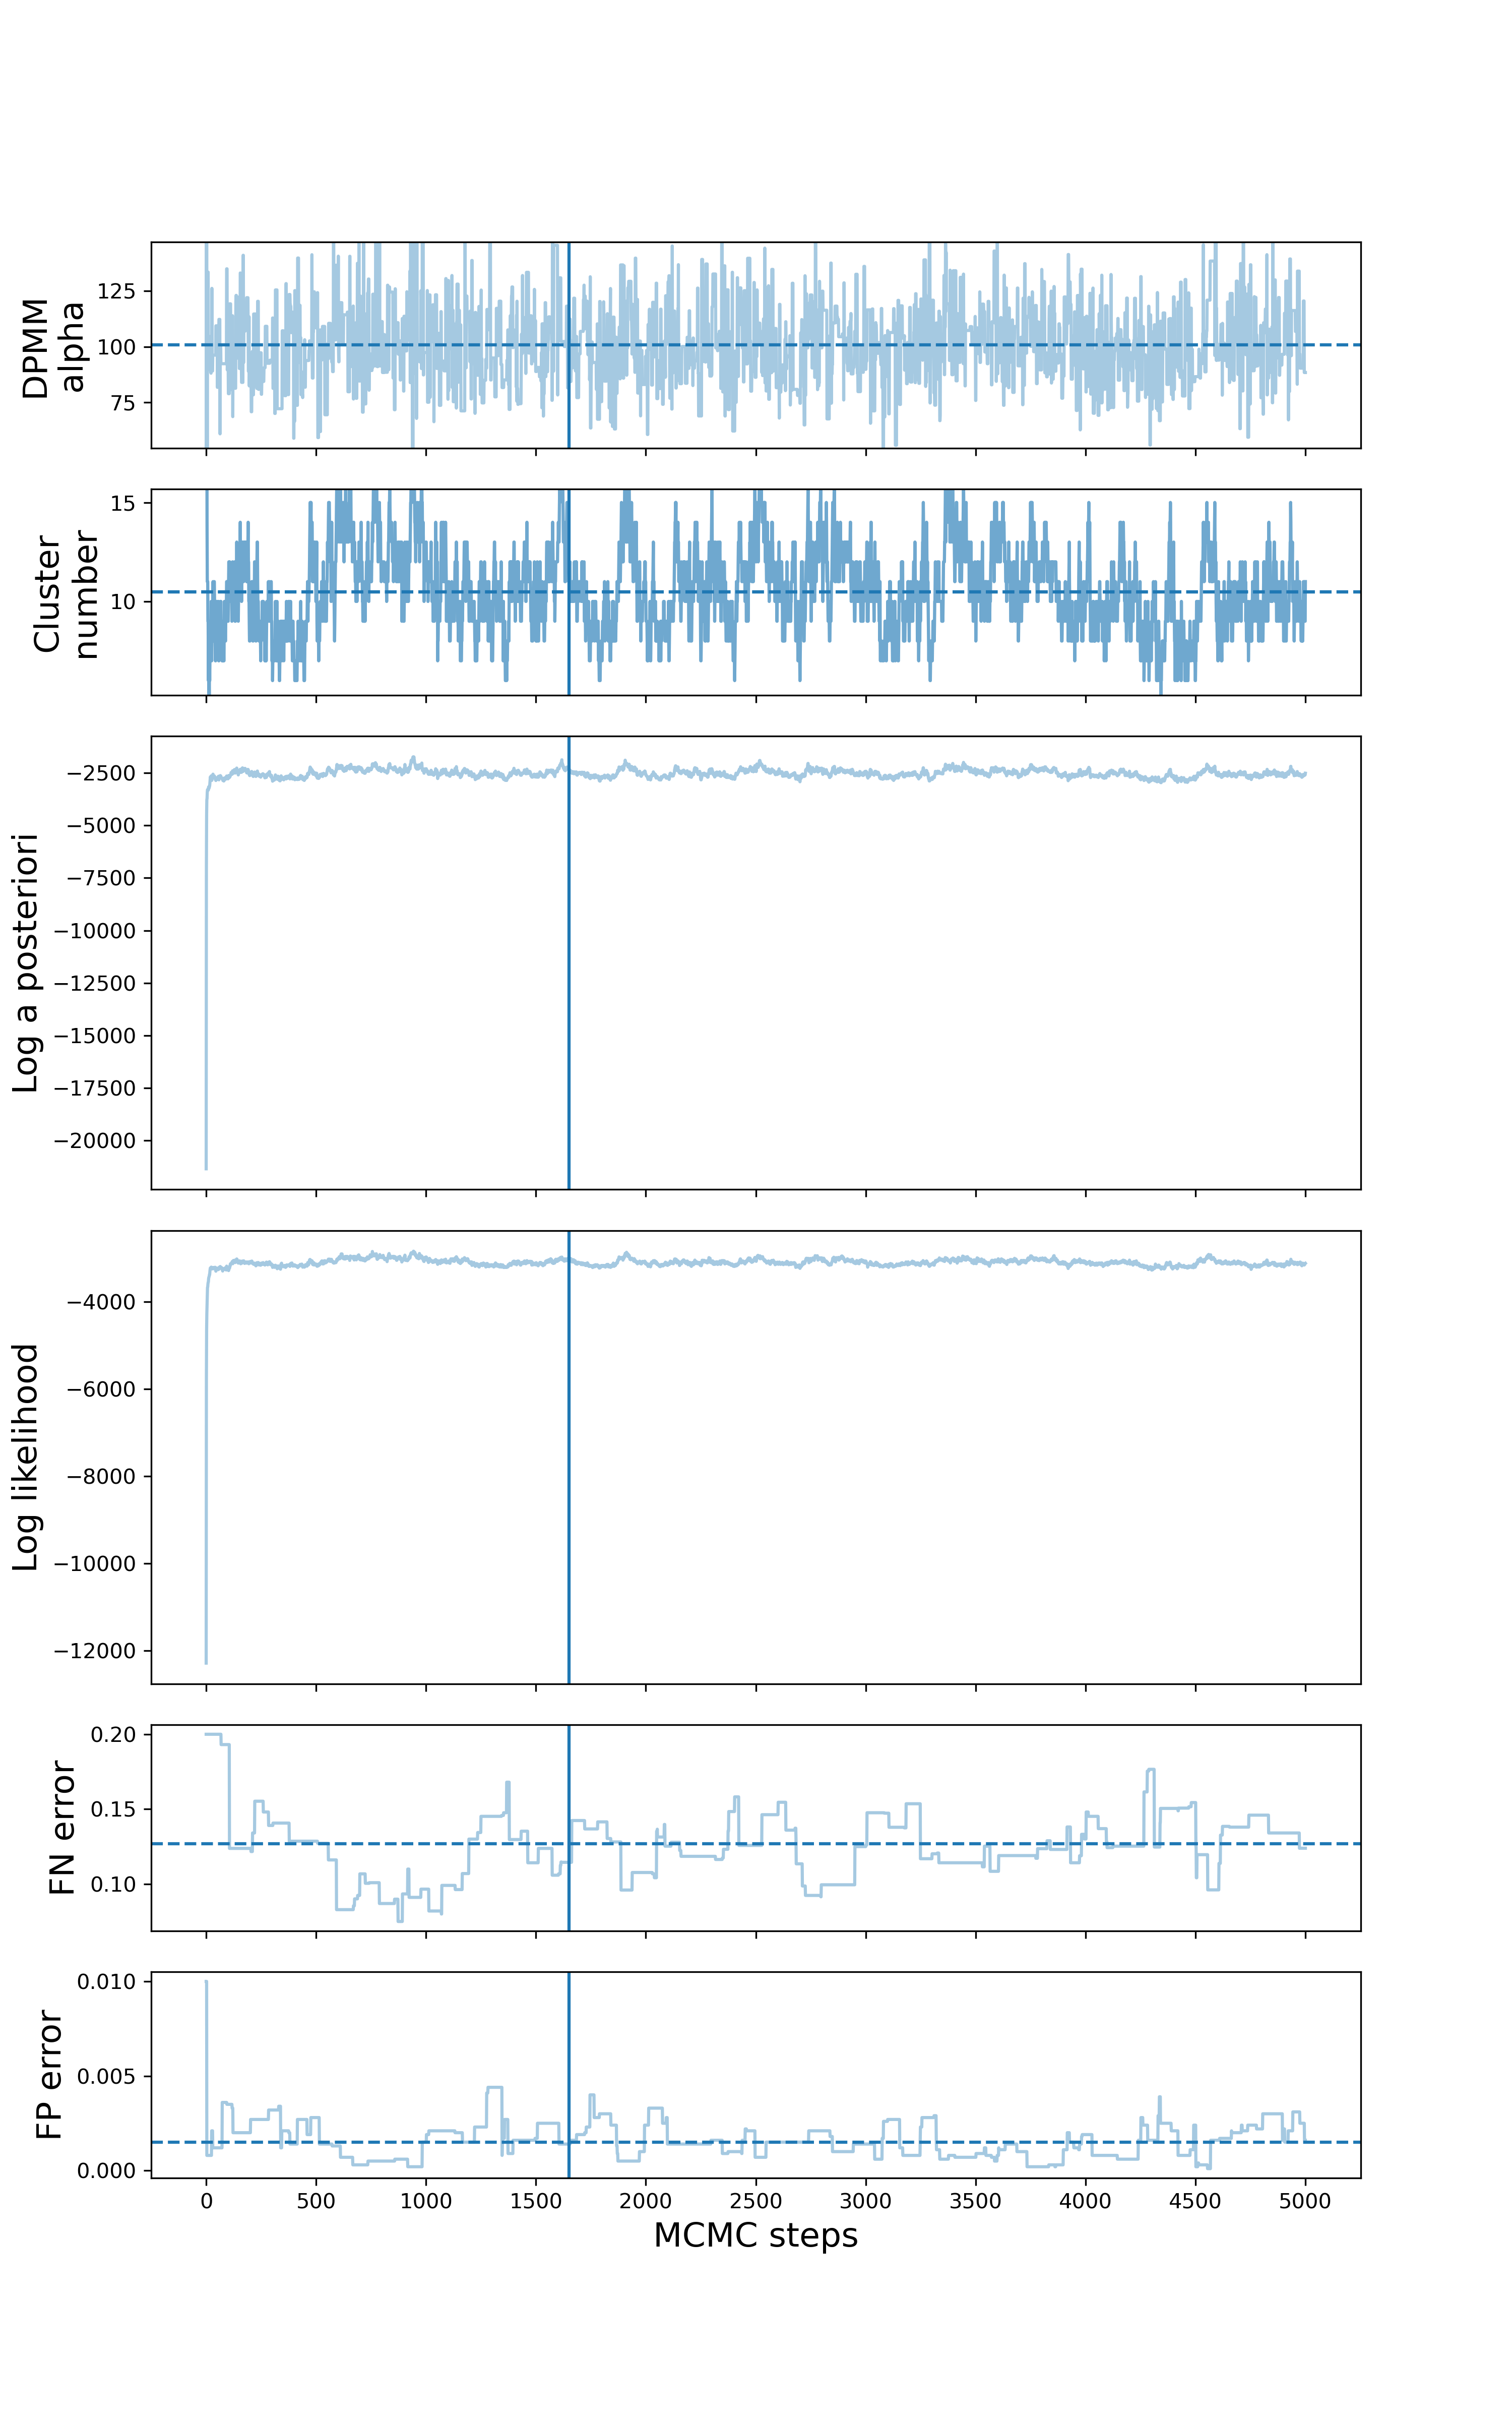 DPMM
alpha
125
100
75
Cluster
number
15
10
Log a posteriori
−2500
−5000
−7500
−10000
−12500
−15000
−17500
−20000
Log likelihood
−4000
−6000
−8000
−10000
−12000
FN error
0.20
0.15
0.10
FP error
0.010
0.005
0.000
0 500 1000 1500 2000 2500 3000 3500 4000 4500 5000
MCMC steps